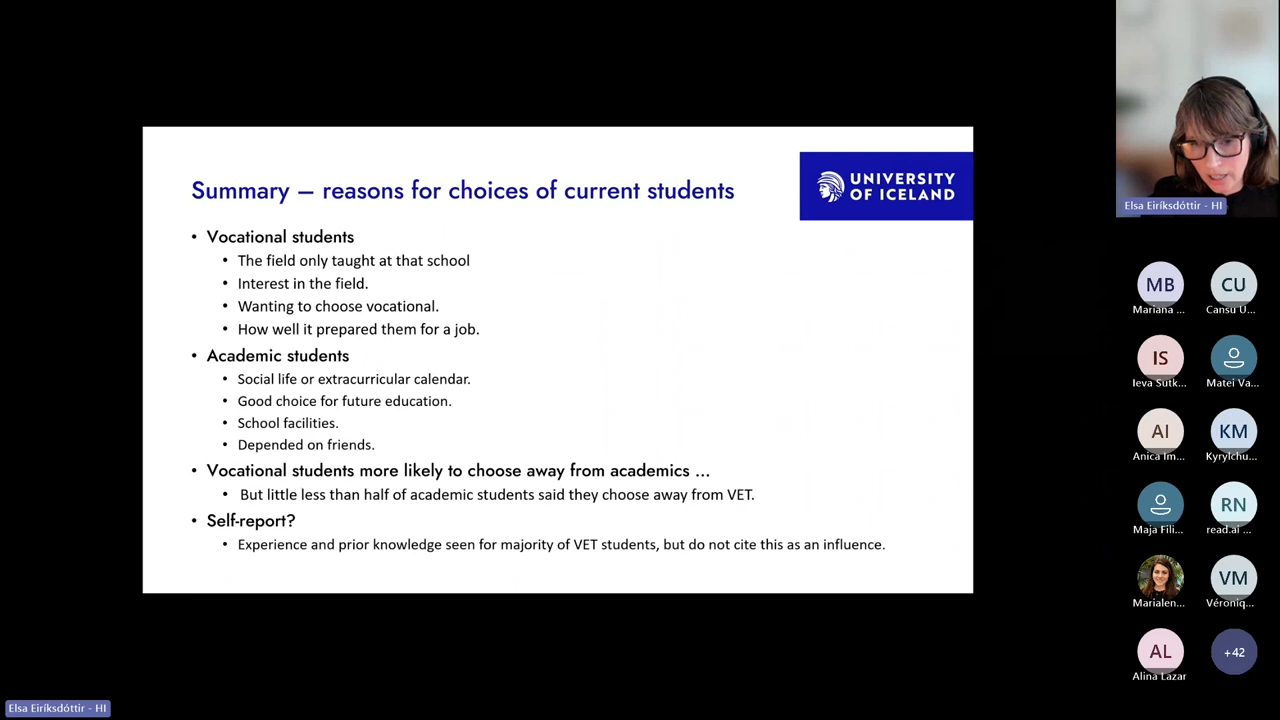 Summary – reasons for choices of current students
UNIVERSITY
OF ICELAND
• Vocational students
• The field only taught at that school
• Interest in the field.
• Wanting to choose vocational.
• How well it prepared them for a job.
• Academic students
• Social life or extracurricular calendar.
• Good choice for future education.
• School facilities.
• Depended on friends.
• Vocational students more likely to choose away from academics ...
• But little less than half of academic students said they choose away from VET.
• Self-report?
• Experience and prior knowledge seen for majority of VET students, but do not cite this as an influence.
Elsa Eiríksdóttir - HI
MB
CU
Mariana ...
Cansu U...
IS
Ieva Sutk...
Matei Va...
AI
KM
Anica Im...
Kyrylchu...
RN
Maja Fili...
read.ai ...
VM
Marialen...
Véroniq...
AL
+42
Alina Lazar
Elsa Eiríksdóttir - HI